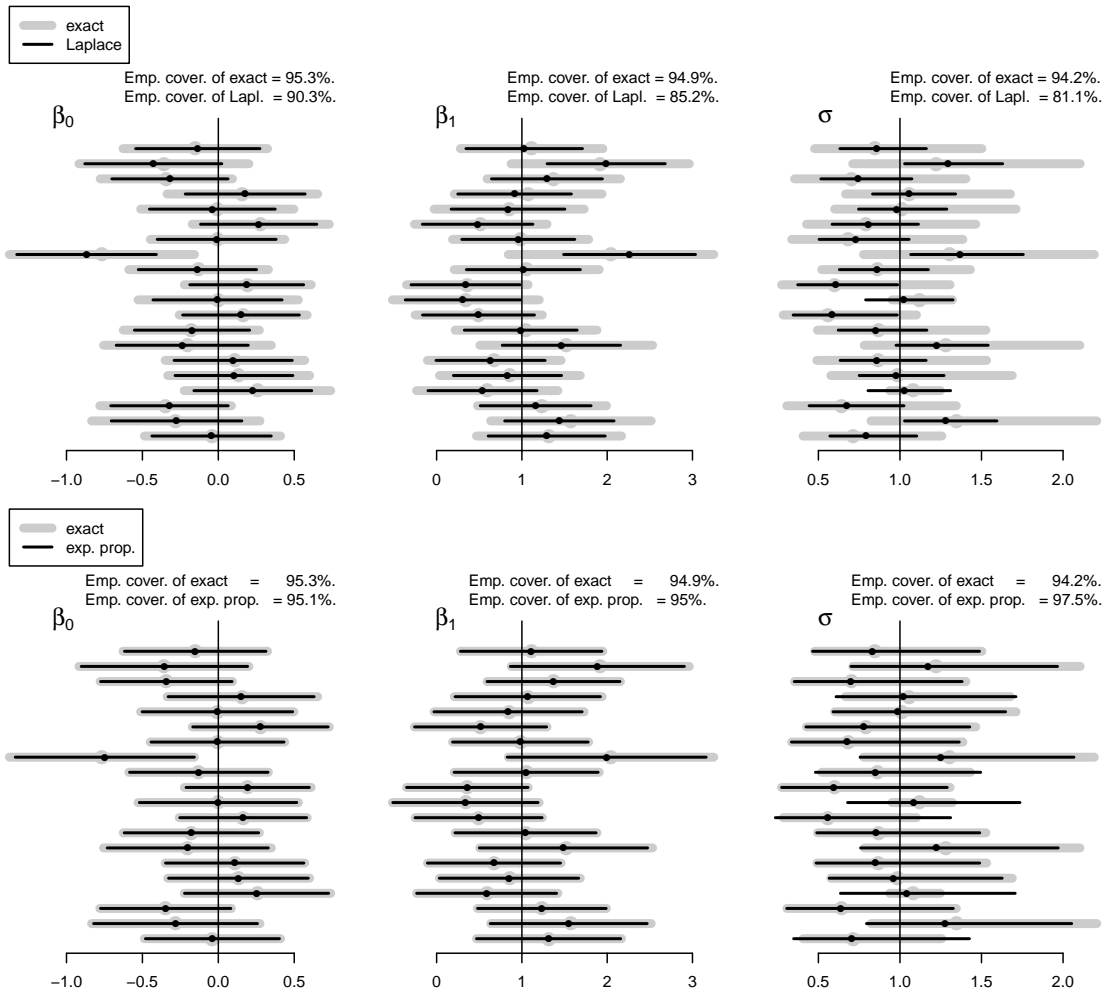 exact
Laplace
Emp. cover. of exact = 95.3%.
Emp. cover. of Lapl. = 90.3%.
Emp. cover. of exact = 94.9%.
Emp. cover. of Lapl. = 85.2%.
Emp. cover. of exact = 94.2%.
Emp. cover. of Lapl. = 81.1%.
β0
β1
σ
−1.0 −0.5 0.0 0.5
0 1 2 3
0.5 1.0 1.5 2.0
exact
exp. prop.
Emp. cover. of exact = 95.3%.
Emp. cover. of exp. prop. = 95.1%.
Emp. cover. of exact = 94.9%.
Emp. cover. of exp. prop. = 95%.
Emp. cover. of exact = 94.2%.
Emp. cover. of exp. prop. = 97.5%.
β0
β1
σ
−1.0 −0.5 0.0 0.5
0 1 2 3
0.5 1.0 1.5 2.0